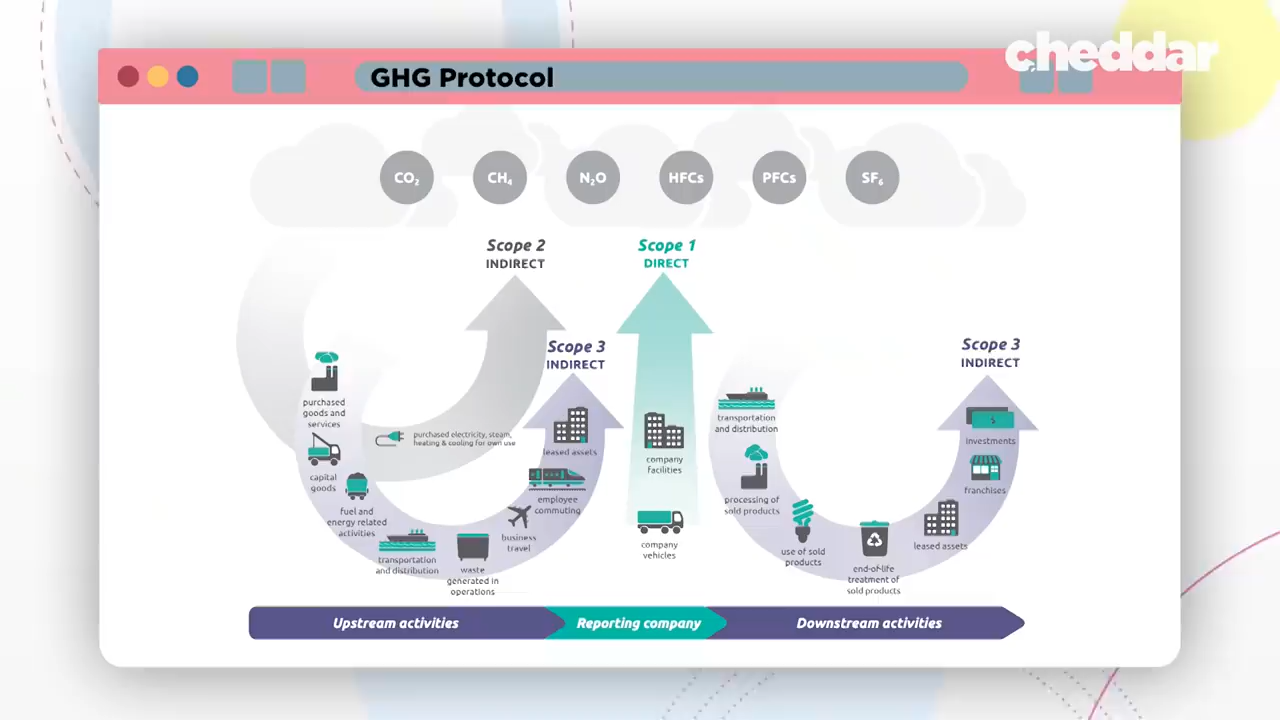 cheddar
GHG Protocol
CO₂
CH₄
N₂O
HFCs
PFCs
SF₆
Scope 2
INDIRECT
Scope 1
DIRECT
Scope 3
INDIRECT
Scope 3
INDIRECT
purchased
goods and
services
capital
goods
fuel and
energy related
activities
transportation
and distribution
waste
generated in
operations
business
travel
employee
commuting
leased assets
purchased electricity, steam,
heating & cooling for own use
company
facilities
company
vehicles
transportation
and distribution
processing of
sold products
use of sold
products
end-of-life
treatment of
sold products
leased assets
franchises
investments
$
Upstream activities
Reporting company
Downstream activities